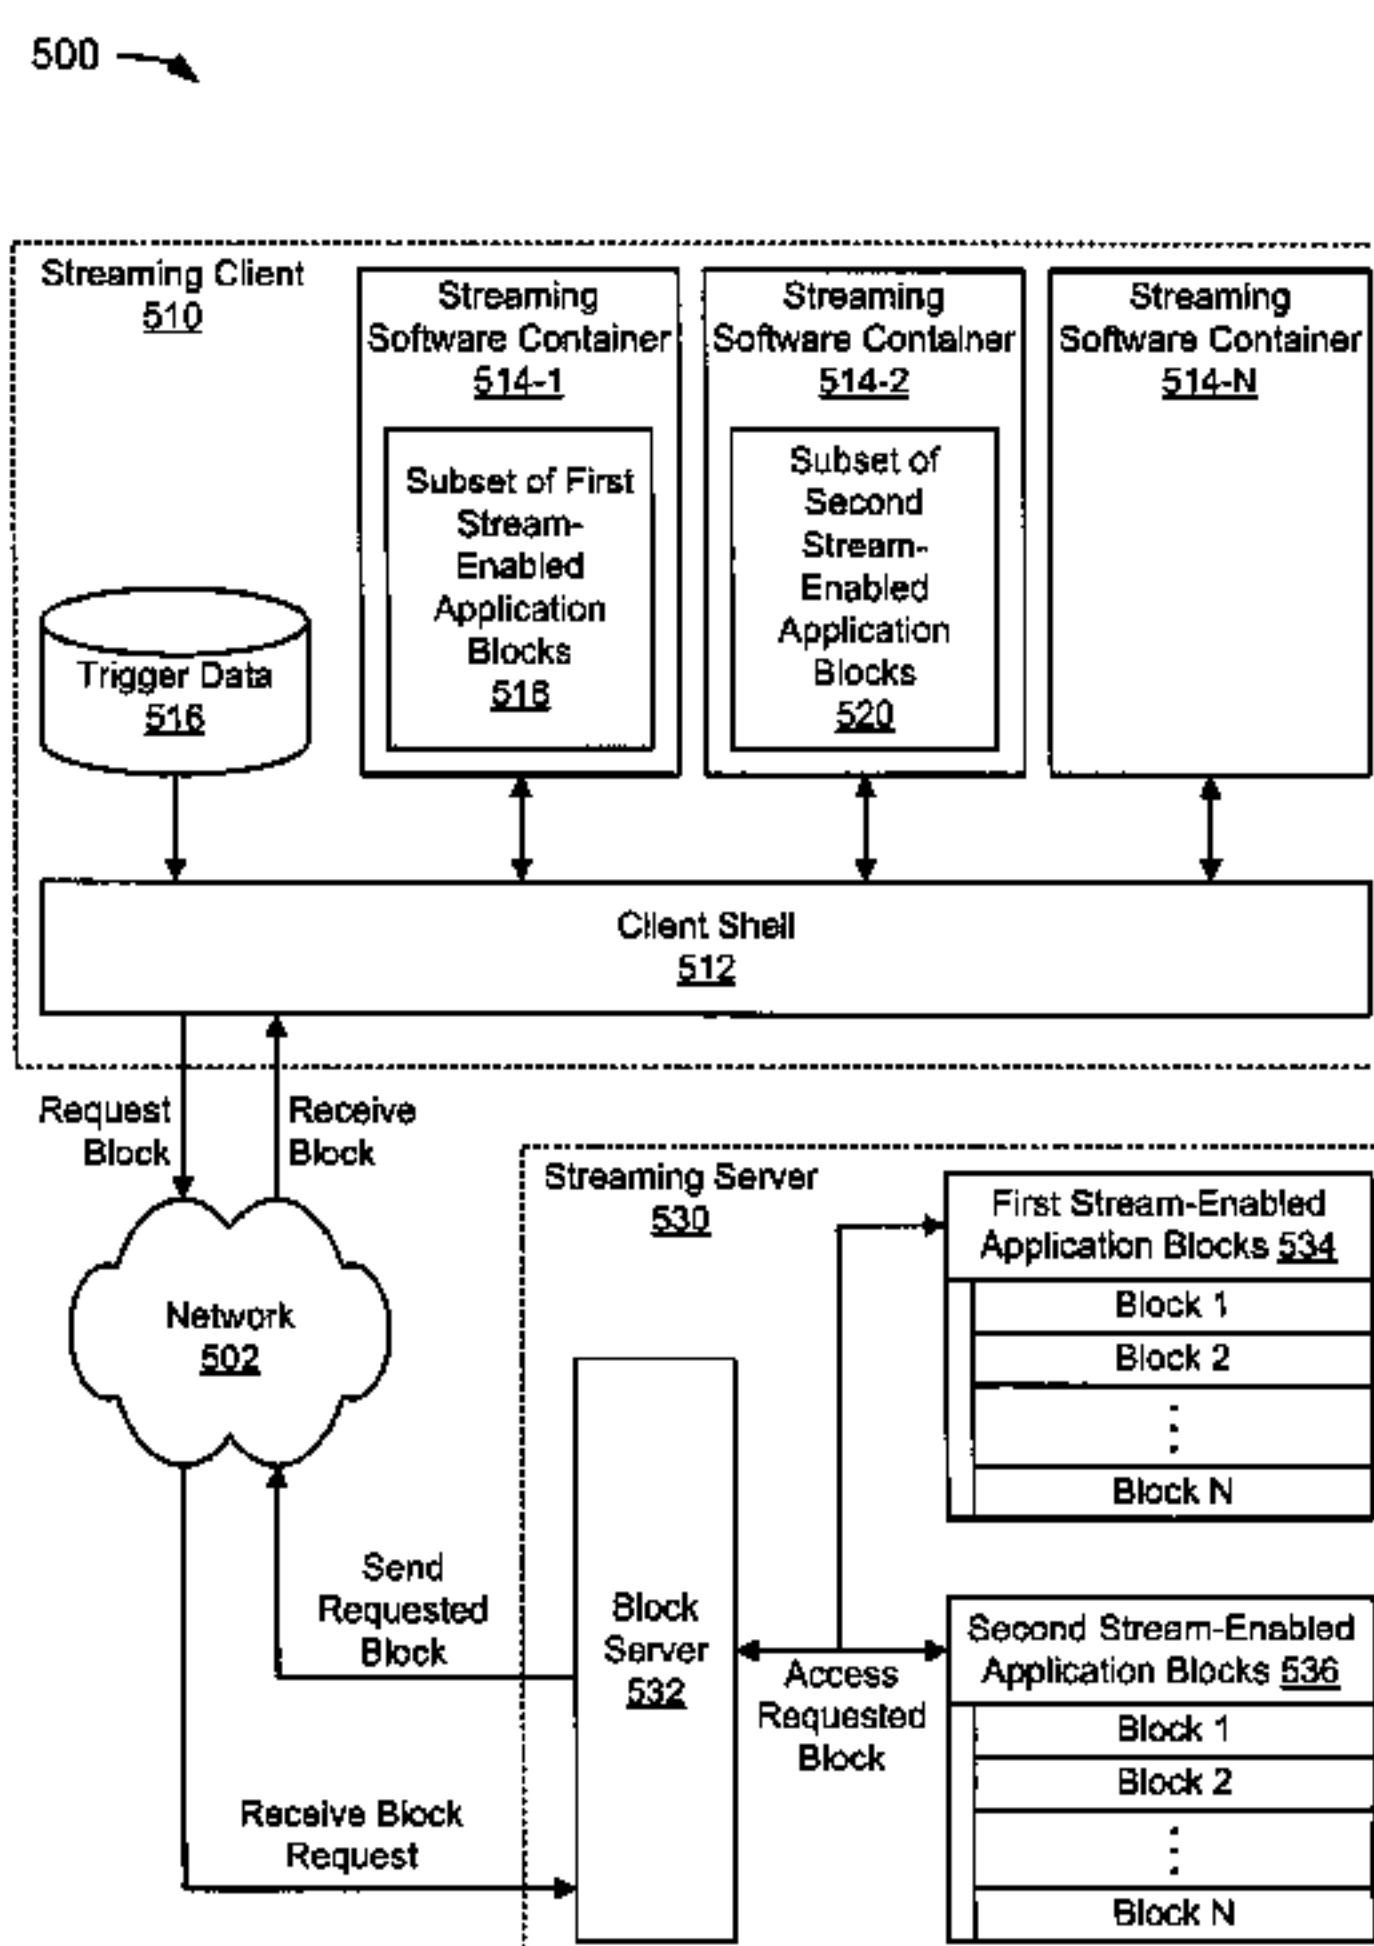 500
Streaming Client
510
Streaming
Software Container
514-1
Subset of First
Stream-
Enabled
Application
Blocks
518
Streaming
Software Container
514-2
Subset of
Second
Stream-
Enabled
Application
Blocks
520
Streaming
Software Container
514-N
Trigger Data
516
Client Shell
512
Request
Block
Receive
Block
Network
502
Streaming Server
530
First Stream-Enabled
Application Blocks 534
Block 1
Block 2
⋮
Block N
Send
Requested
Block
Block
Server
532
Access
Requested
Block
Second Stream-Enabled
Application Blocks 536
Block 1
Block 2
⋮
Block N
Receive Block
Request